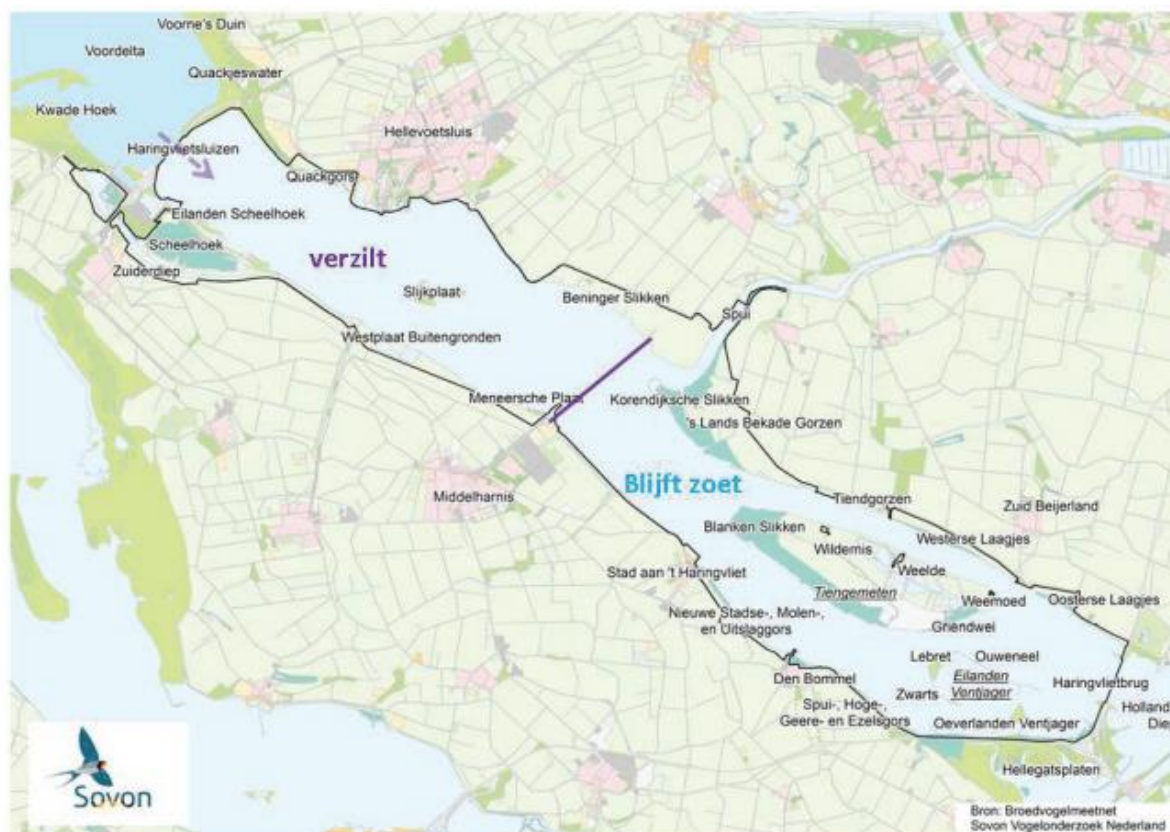 Voorne's Duin
Voordelta
Quackjeswater
Kwade Hoek
Hellevoetsluis
Haringvlietsluizen
Quackgors
Eilanden Scheelhoek
Scheelhoek
verzilt
Zuiderdiep
Slijkplaat
Beninger Slikken
Spui
Westplaat Buitengronden
Meneersche Plaat
Korendijksche Slikken
's Lands Bekade Gorzen
Blijft zoet
Middelharnis
Tiendgorzen
Zuid Beijerland
Blanken Slikken
Westerse Laagjes
Wildernis
Weelde
Stad aan 't Haringvliet
Tiengemeten
Weemoed
Oosterse Laagjes
Nieuwe Stadse-, Molen-,
en Uitslaggors
Griendwei
Lebret
Ouweneel
Den Bommel
Eilanden
Ventjager
Haringvlietbrug
Zwarts
Spui-, Hoge-,
Geere- en Ezelsgors
Oeverlanden Ventjager
Holland
Diep
Hellegatsplaten
Sovon
Bron: Broedvogelmeetnet
Sovon Vogelonderzoek Nederland